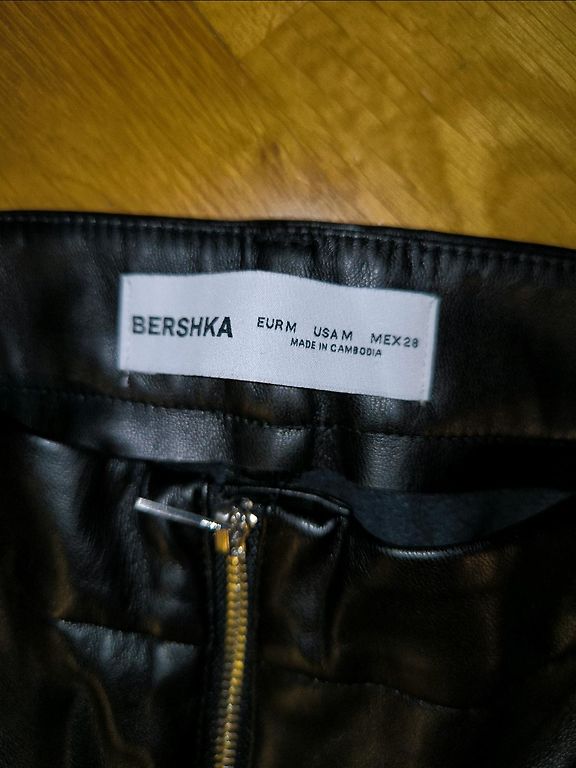 BERSHKA EUR M USA M MEX 28
MADE IN CAMBODIA